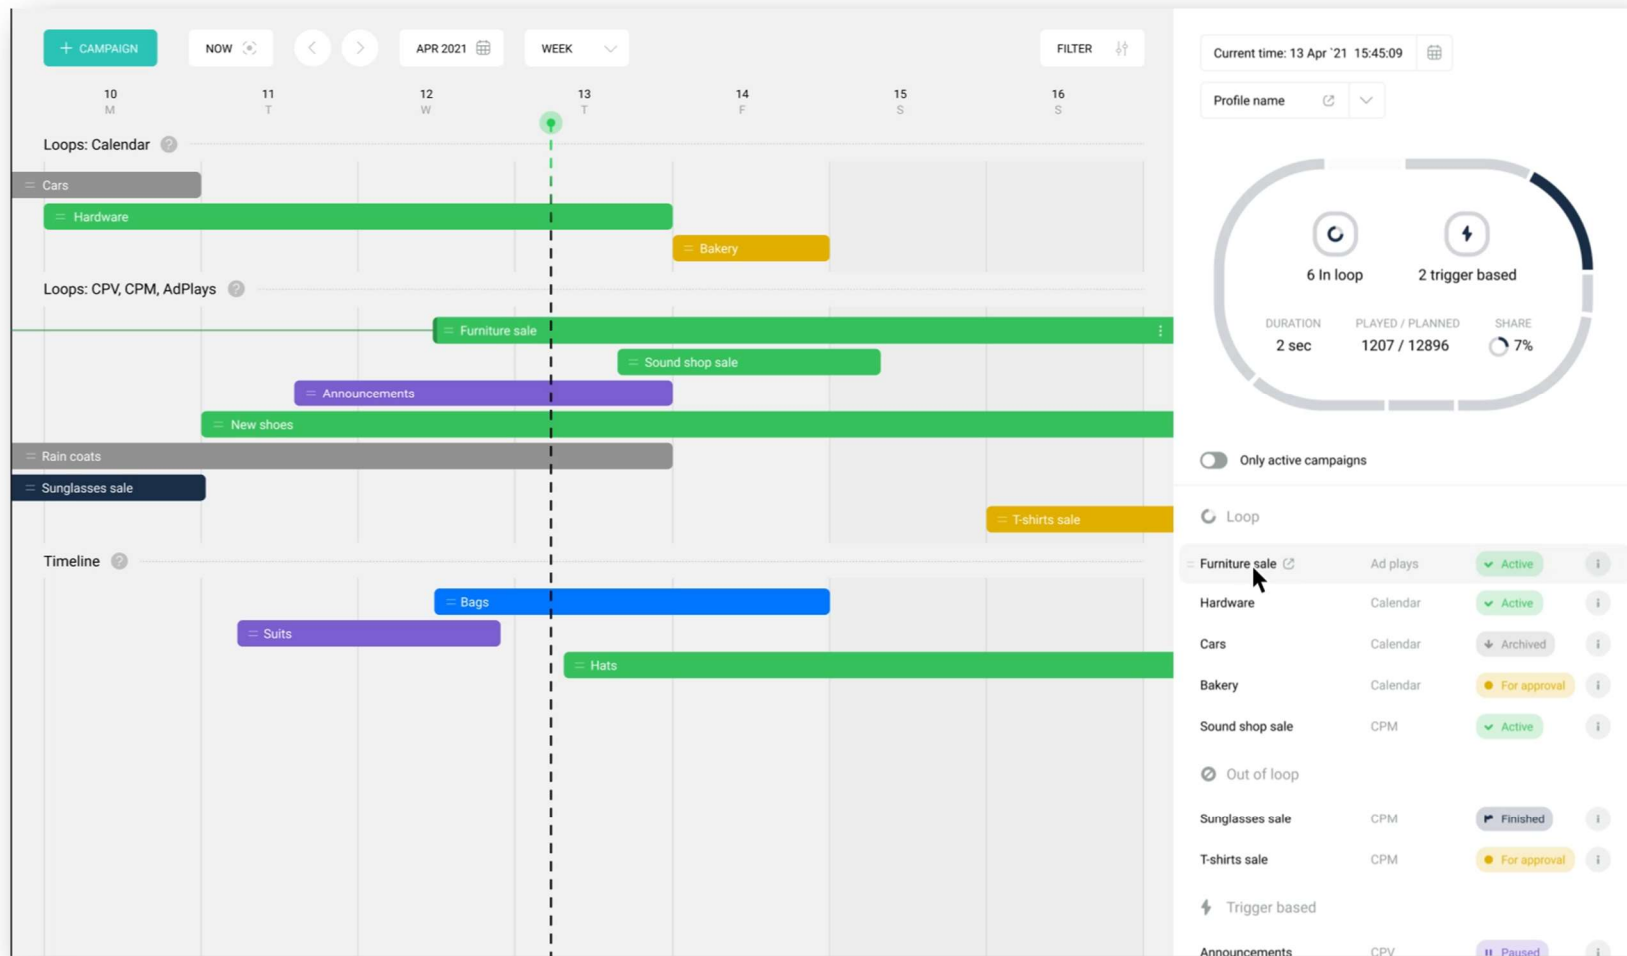 + CAMPAIGN
NOW
APR 2021
WEEK
FILTER
10 11 12 13 14 15 16
M T W T F S S
Loops: Calendar ?
Cars
Hardware
Bakery
Loops: CPV, CPM, AdPlays ?
Furniture sale
Sound shop sale
Announcements
New shoes
Rain coats
Sunglasses sale
T-shirts sale
Timeline ?
Bags
Suits
Hats
Current time: 13 Apr `21 15:45:09
Profile name
6 In loop 2 trigger based
DURATION PLAYED / PLANNED SHARE
2 sec 1207 / 12896 7%
Only active campaigns
Loop
Furniture sale Ad plays Active i
Hardware Calendar Active i
Cars Calendar Archived i
Bakery Calendar For approval i
Sound shop sale CPM Active i
Out of loop
Sunglasses sale CPM Finished i
T-shirts sale CPM For approval i
Trigger based
Announcements CPV Paused i